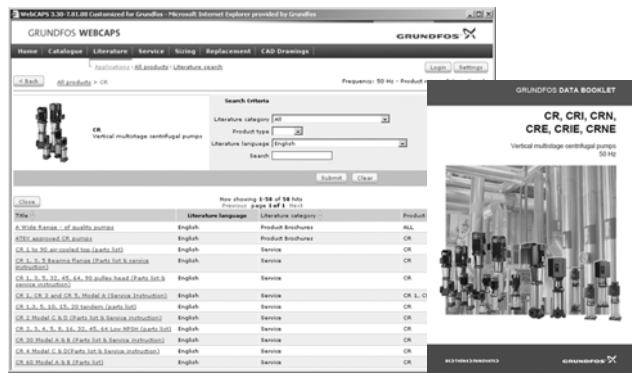 WebCAPS 3.30-7.01.00 Customized for Grundfos - Microsoft Internet Explorer provided by Grundfos
GRUNDFOS WEBCAPS
GRUNDFOS
Home Catalogue Literature Service Sizing Replacement CAD Drawings
Applications All products Literature search
Login Settings
< Back All products > CR
Frequency: 50 Hz - Product
Search Criteria
Literature category All
Product type
Literature language English
Search
CR
Vertical multistage centrifugal pumps
Submit Clear
Close
Now showing 1-58 of 58 hits
Previous page 1 of 1 Next
Title Literature language Literature category Product
A Wide Range - of quality pumps English Product Brochures ALL
ATEX approved CR pumps English Product Brochures CR
CR 1 to 90 air-cooled top (parts list) English Service CR
CR 1, 3, 5 Bearing flange (Parts list & service instruction) English Service CR
CR 1, 3, 5, 32, 45, 64, 90 pulley head (Parts list & service instruction) English Service CR
CR 1, CR 3 and CR 5, Model A (Service Instruction) English Service CR 1, C
CR 1,3, 5, 10, 15, 20 tandem (parts list) English Service CR
CR 2 Model C & D (Parts list & Service instruction) English Service CR
CR 2, 3, 4, 5, 8, 16, 32, 45, 64 Low NPSH (parts list) English Service CR
CR 30 Model A & B (Parts list & Service instruction) English Service CR
CR 4 Model C & D(Parts list & Service instruction) English Service CR
CR 60 Model A & B (Parts list) English Service CR
GRUNDFOS DATA BOOKLET
CR, CRI, CRN,
CRE, CRIE, CRNE
Vertical multistage centrifugal pumps
50 Hz
BE>THINK>INNOVATE>
GRUNDFOS